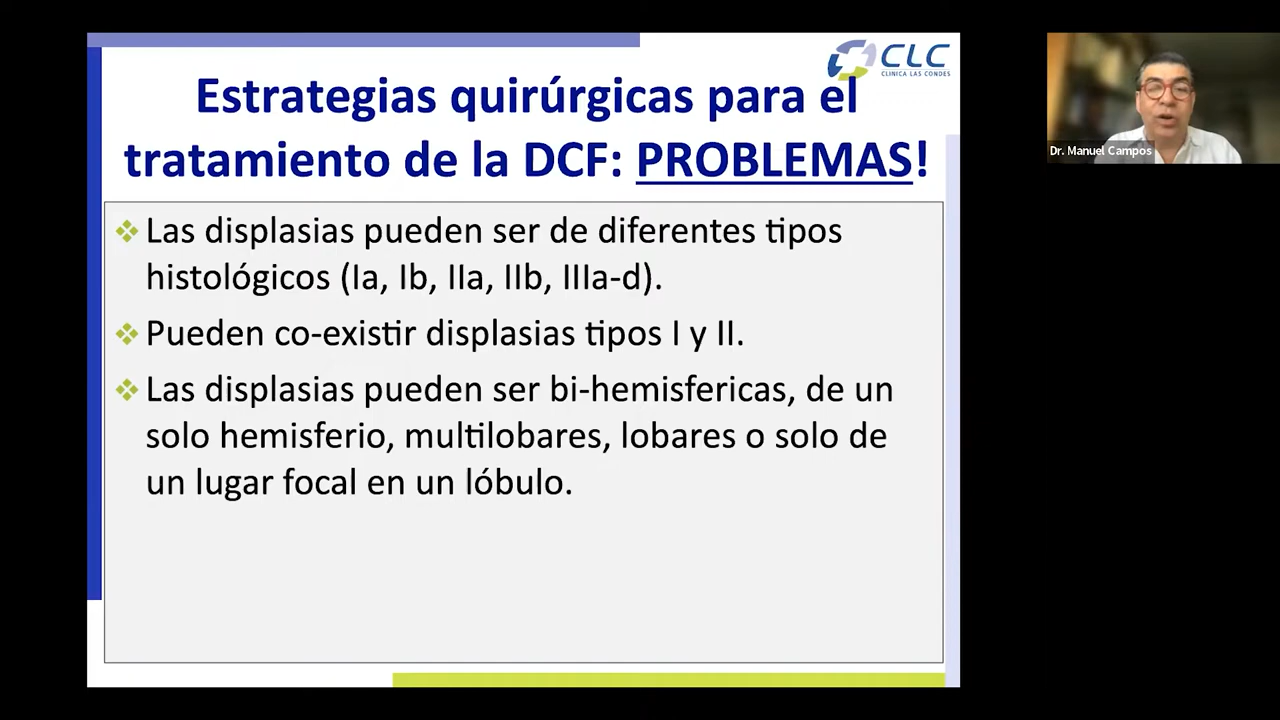 CLC
CLINICA LAS CONDES
Estrategias quirúrgicas para el
tratamiento de la DCF: PROBLEMAS!
Las displasias pueden ser de diferentes tipos
histológicos (Ia, Ib, IIa, IIb, IIIa-d).
Pueden co-existir displasias tipos I y II.
Las displasias pueden ser bi-hemisfericas, de un
solo hemisferio, multilobares, lobares o solo de
un lugar focal en un lóbulo.
Dr. Manuel Campos